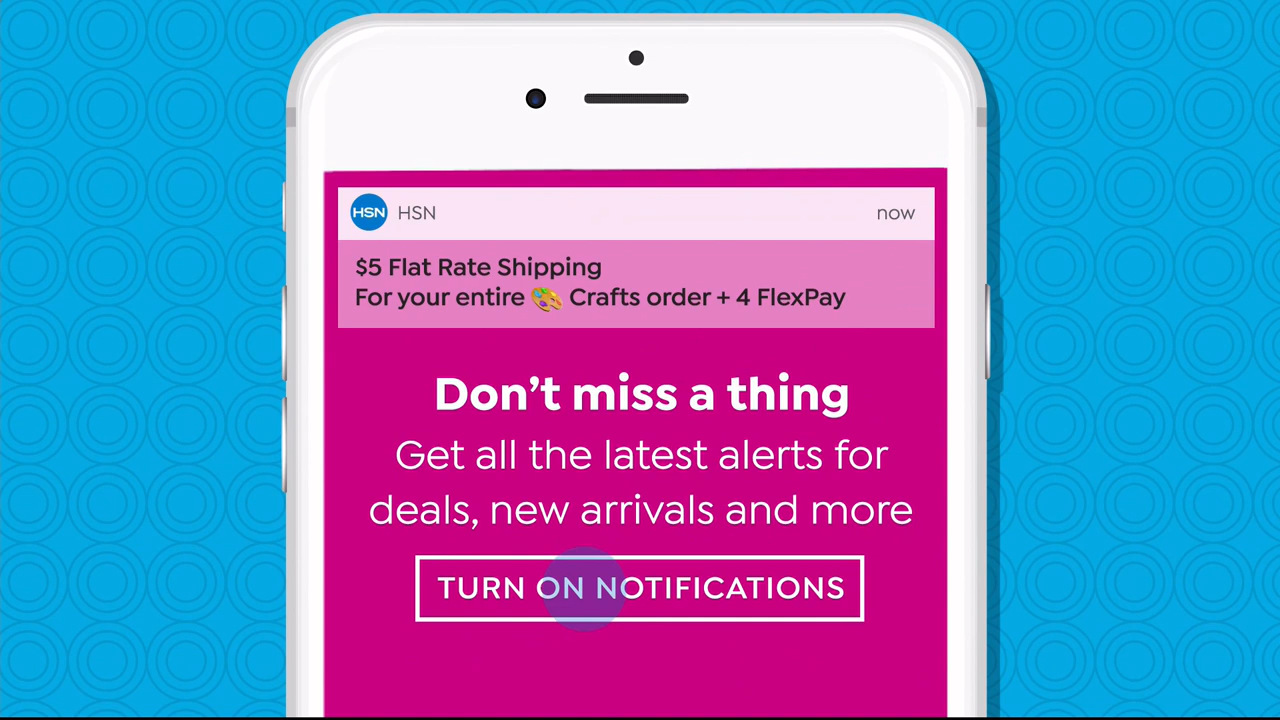 HSN HSN now
$5 Flat Rate Shipping
For your entire 🎨 Crafts order + 4 FlexPay
Don't miss a thing
Get all the latest alerts for
deals, new arrivals and more
TURN ON NOTIFICATIONS